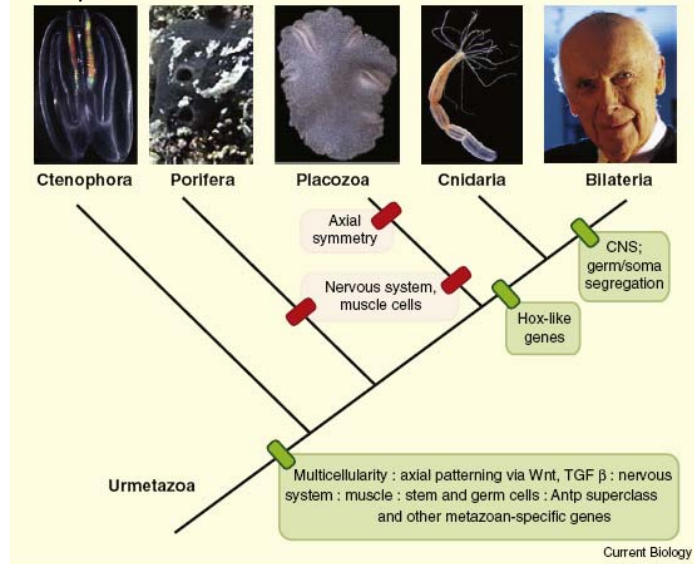 Ctenophora Porifera Placozoa Cnidaria Bilateria
Axial
symmetry
CNS;
germ/soma
segregation
Nervous system,
muscle cells
Hox-like
genes
Urmetazoa
Multicellularity : axial patterning via Wnt, TGF β : nervous
system : muscle : stem and germ cells : Antp superclass
and other metazoan-specific genes
Current Biology